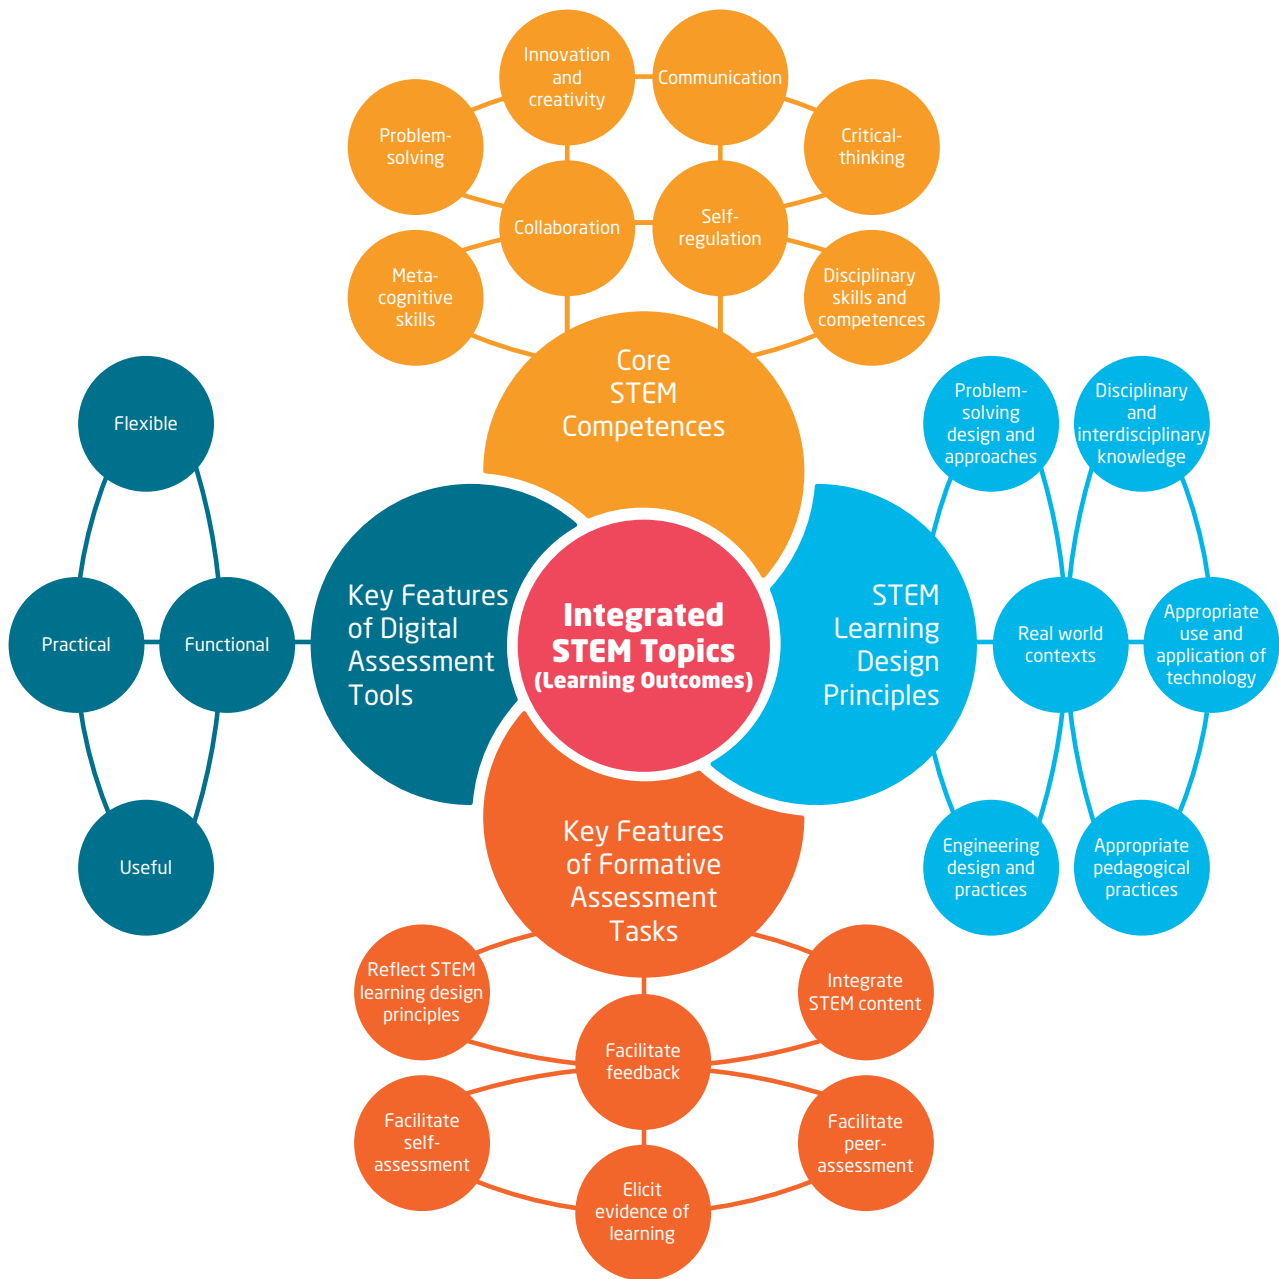 Innovation
and
creativity
Communication
Problem-
solving
Critical-
thinking
Collaboration
Self-
regulation
Meta-
cognitive
skills
Disciplinary
skills and
competences
Core
STEM
Competences
Flexible
Practical
Functional
Useful
Key Features
of Digital
Assessment
Tools
Integrated
STEM Topics
(Learning Outcomes)
STEM
Learning
Design
Principles
Problem-
solving
design and
approaches
Disciplinary
and
interdisciplinary
knowledge
Real world
contexts
Appropriate
use and
application of
technology
Engineering
design and
practices
Appropriate
pedagogical
practices
Key Features
of Formative
Assessment
Tasks
Reflect STEM
learning design
principles
Integrate
STEM content
Facilitate
feedback
Facilitate
self-
assessment
Facilitate
peer-
assessment
Elicit
evidence of
learning